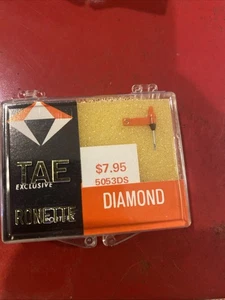 TAE
EXCLUSIVE
$7.95
5053DS
RONETTE
DIAMOND